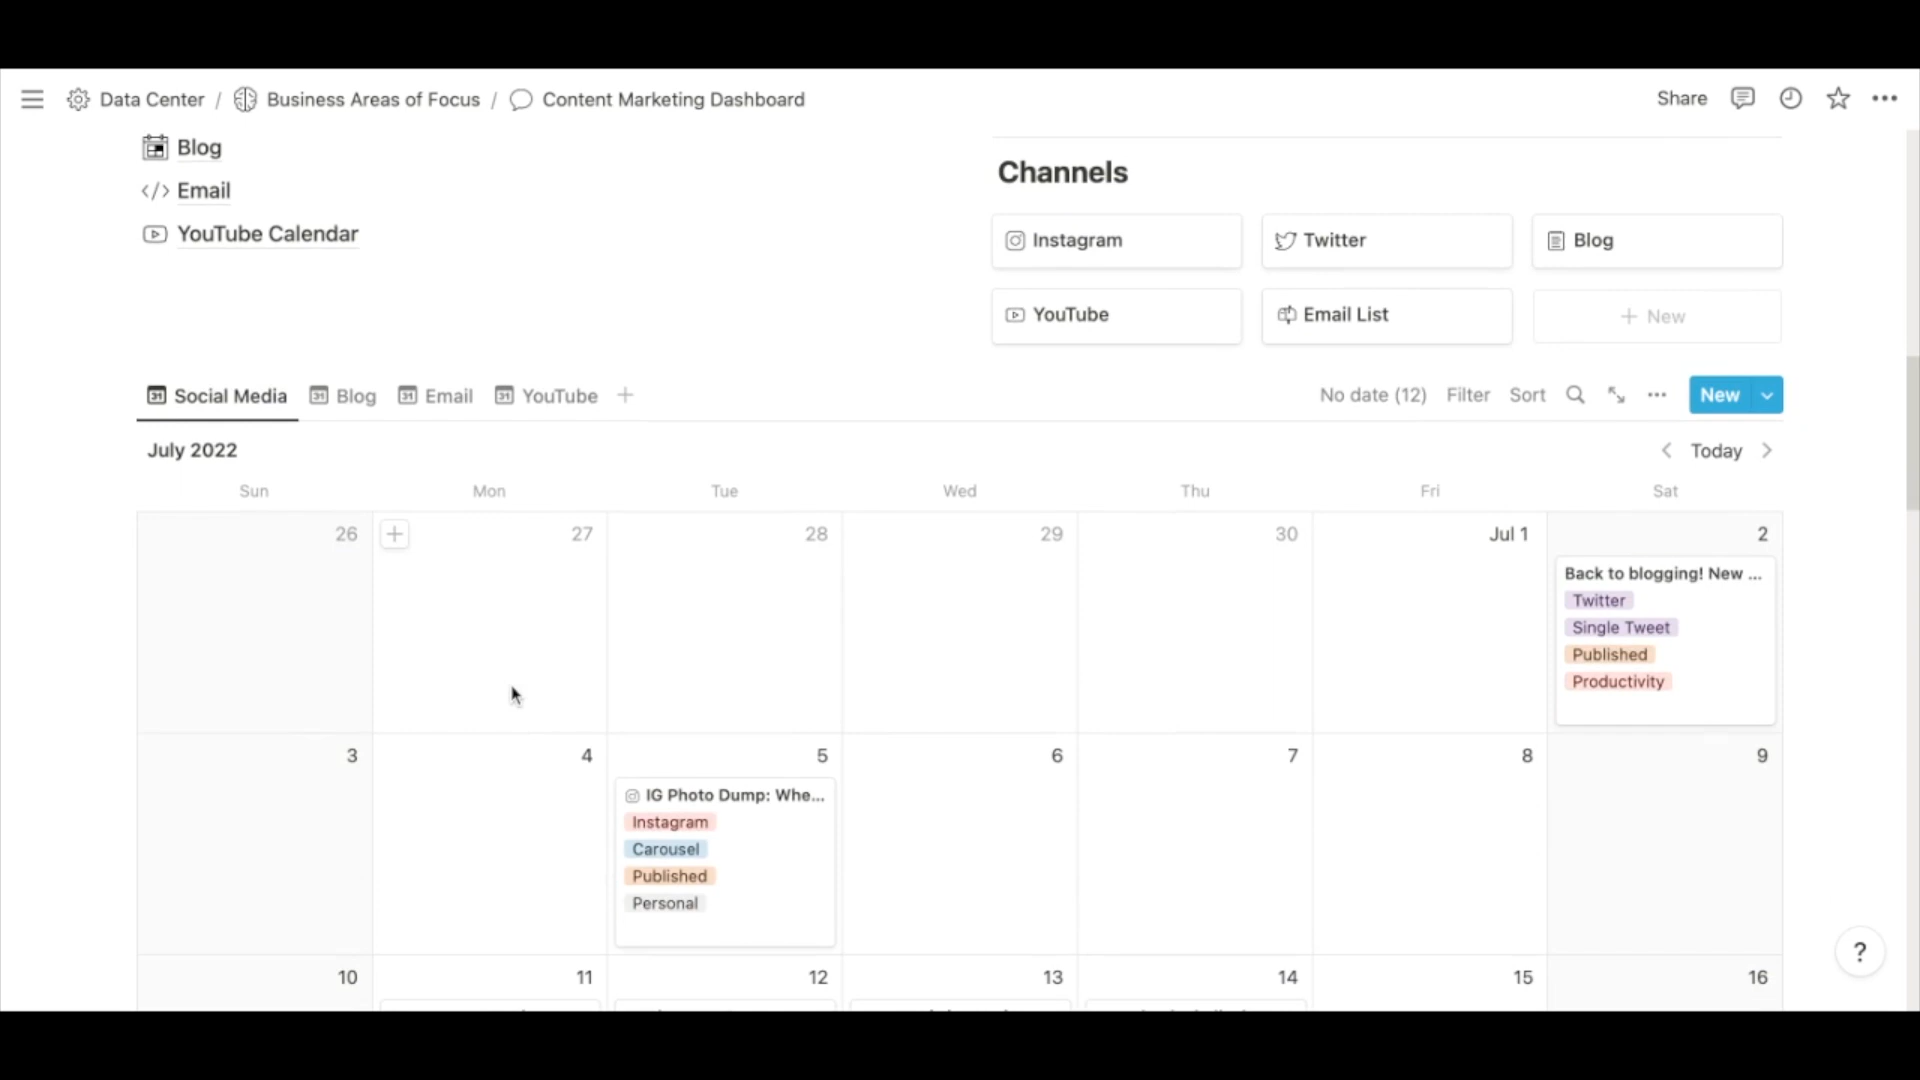 Data Center / Business Areas of Focus / Content Marketing Dashboard
Share
Blog
Email
YouTube Calendar
Channels
Instagram
Twitter
Blog
YouTube
Email List
+ New
Social Media
Blog
Email
YouTube
+
No date (12)
Filter
Sort
New
July 2022
Today
Sun Mon Tue Wed Thu Fri Sat
26 27 28 29 30 Jul 1 2
Back to blogging! New ...
Twitter
Single Tweet
Published
Productivity
3 4 5 6 7 8 9
IG Photo Dump: Whe...
Instagram
Carousel
Published
Personal
10 11 12 13 14 15 16
?